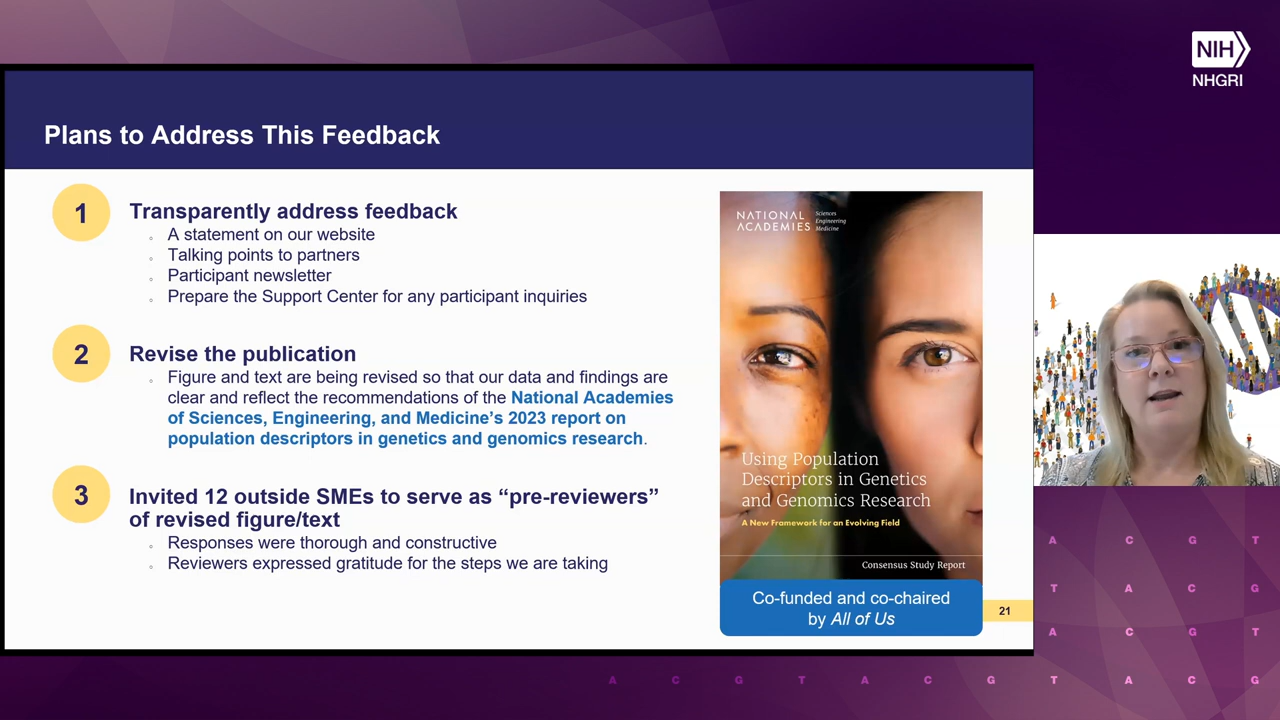 NIH
NHGRI
Plans to Address This Feedback
1
Transparently address feedback
A statement on our website
Talking points to partners
Participant newsletter
Prepare the Support Center for any participant inquiries
2
Revise the publication
Figure and text are being revised so that our data and findings are
clear and reflect the recommendations of the National Academies
of Sciences, Engineering, and Medicine’s 2023 report on
population descriptors in genetics and genomics research.
3
Invited 12 outside SMEs to serve as “pre-reviewers”
of revised figure/text
Responses were thorough and constructive
Reviewers expressed gratitude for the steps we are taking
NATIONAL
ACADEMIES
Sciences
Engineering
Medicine
Using Population
Descriptors in Genetics
and Genomics Research
A New Framework for an Evolving Field
Consensus Study Report
Co-funded and co-chaired
by All of Us
21
A C G T
T A C G
A C G T
A C G T A C G T A C G